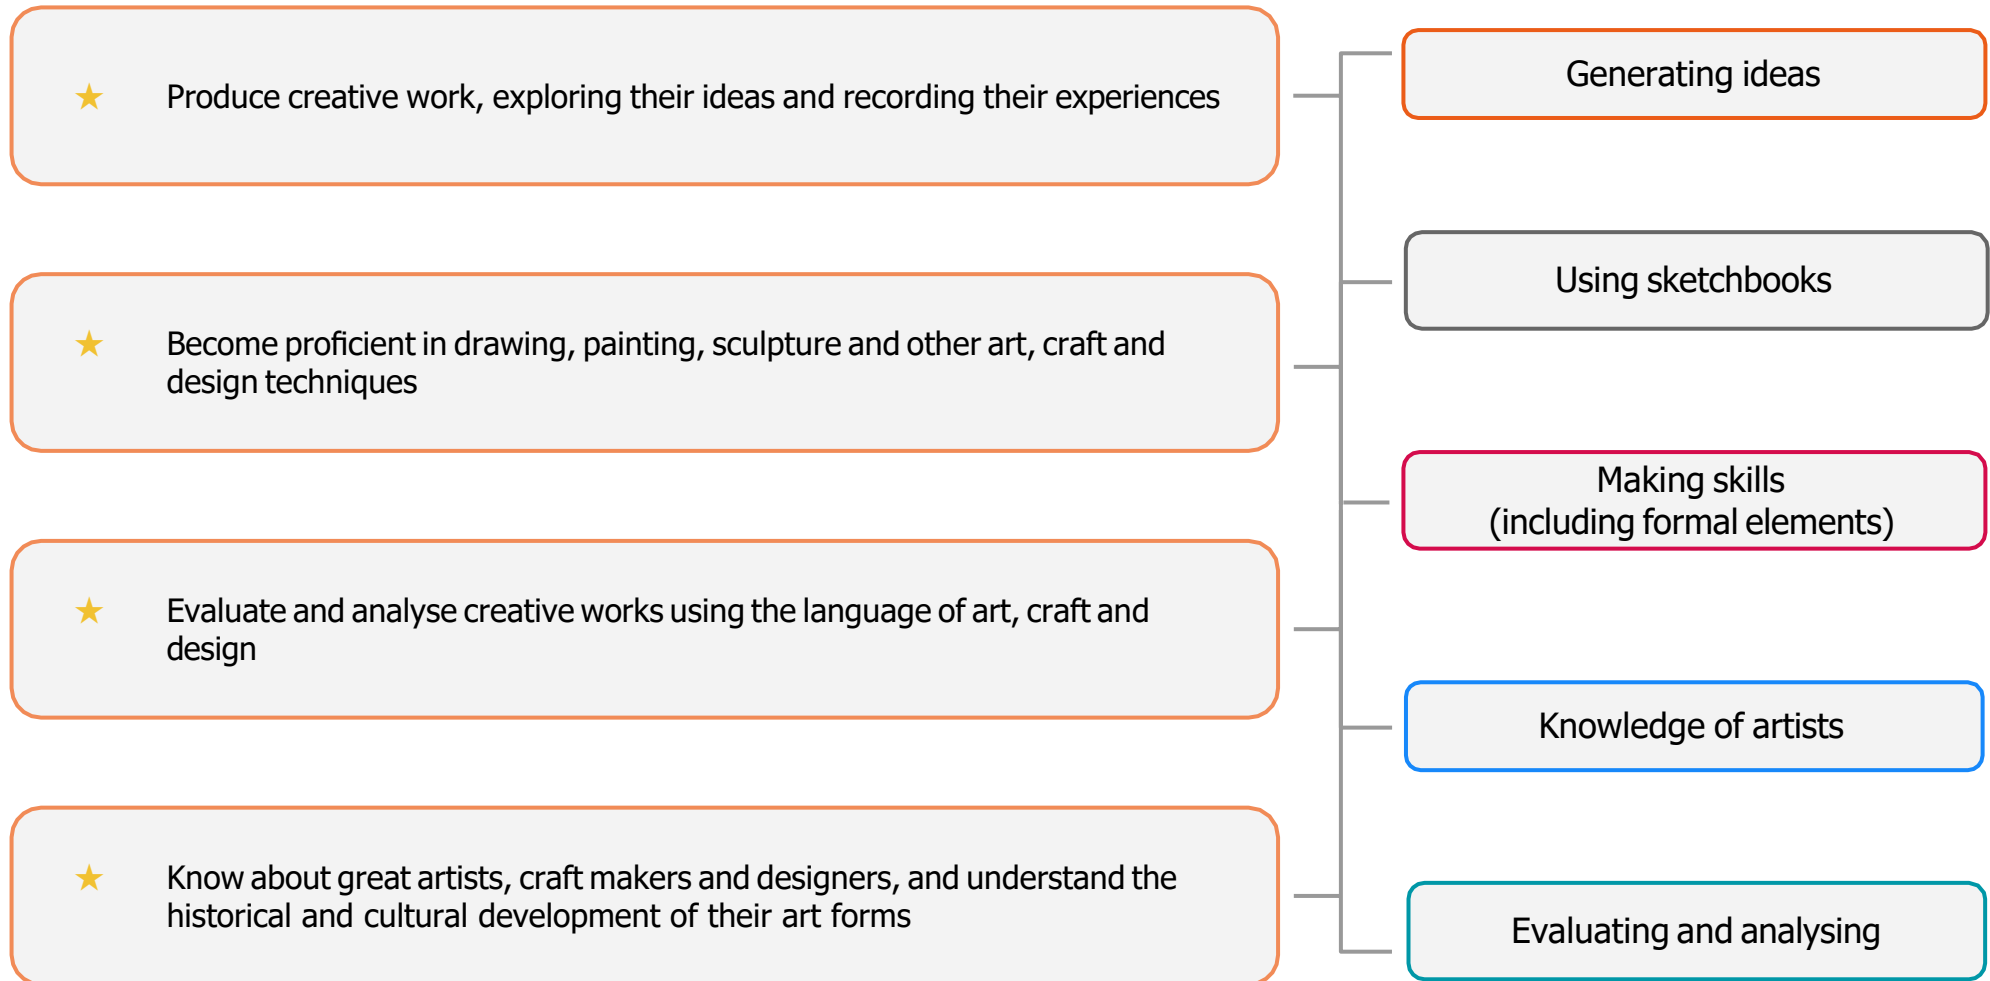 Produce creative work, exploring their ideas and recording their experiences
Become proficient in drawing, painting, sculpture and other art, craft and
design techniques
Evaluate and analyse creative works using the language of art, craft and
design
Know about great artists, craft makers and designers, and understand the
historical and cultural development of their art forms
Generating ideas
Using sketchbooks
Making skills
(including formal elements)
Knowledge of artists
Evaluating and analysing